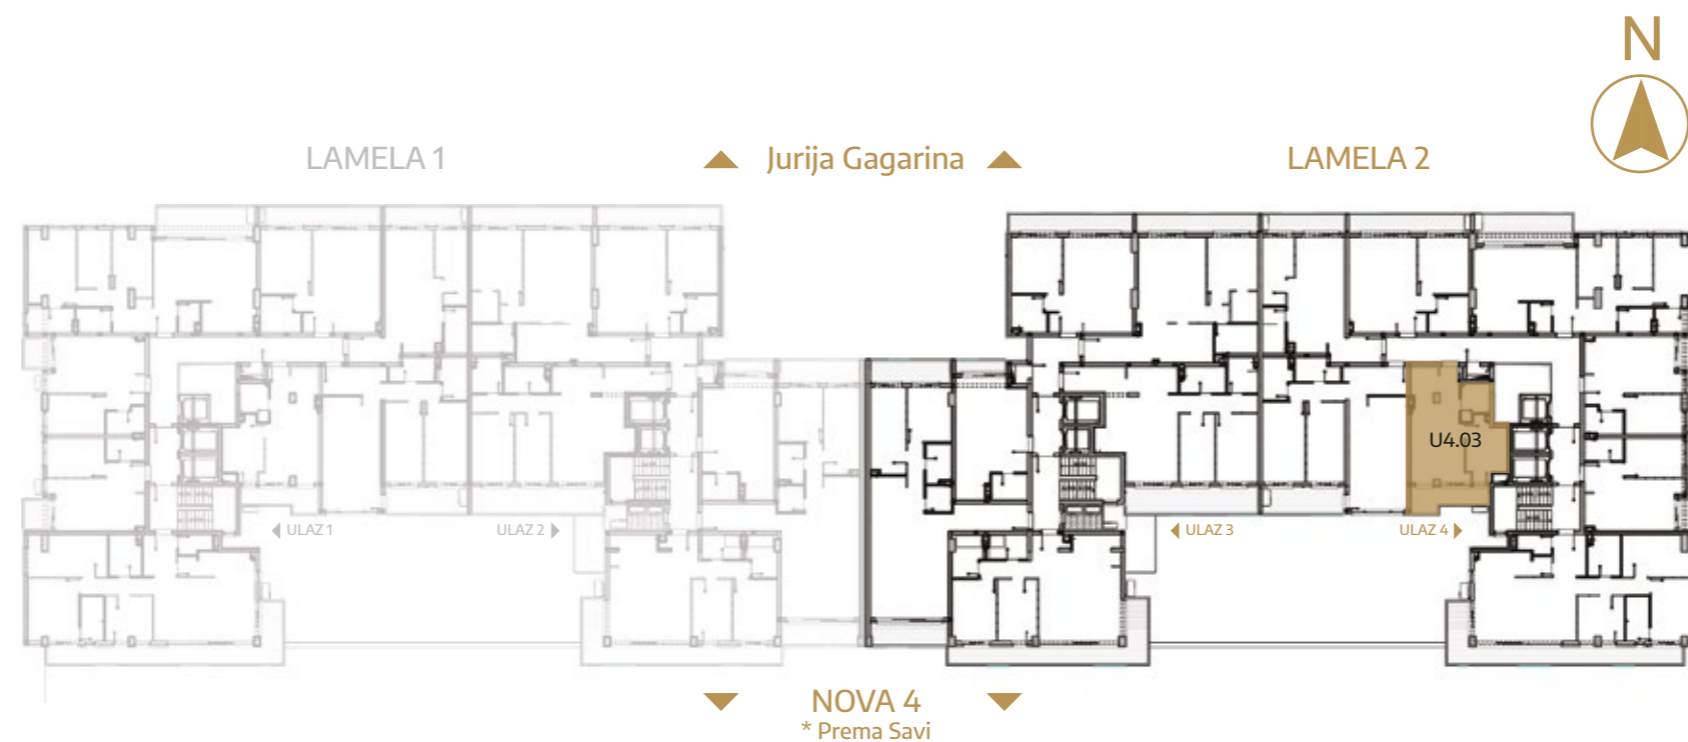 N
LAMELA 1
Jurija Gagarina
LAMELA 2
U4.03
ULAZ 1
ULAZ 2
ULAZ 3
ULAZ 4
NOVA 4
* Prema Savi